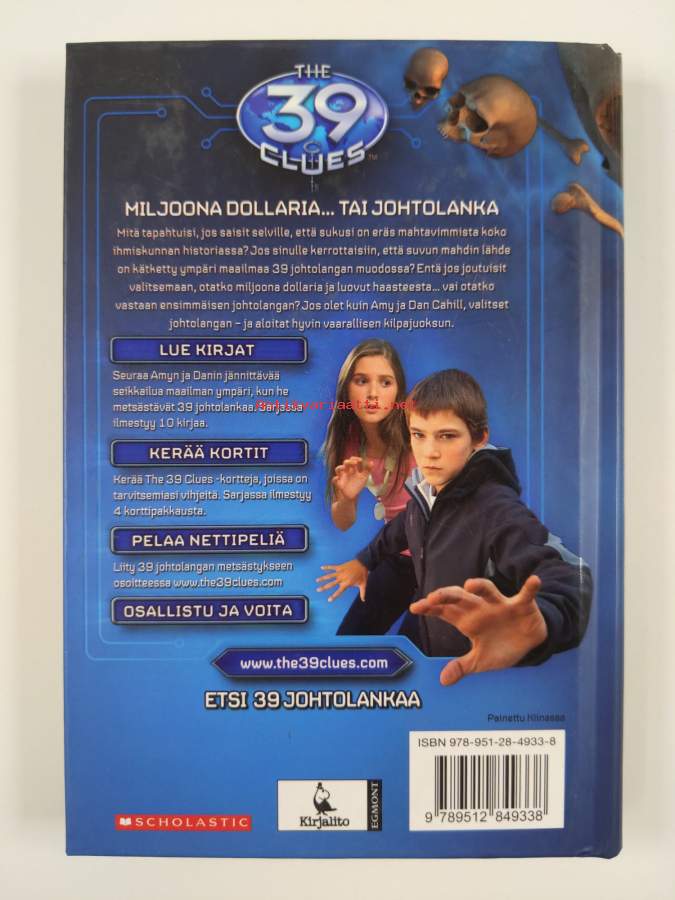 THE
39
CLUES™
MILJOONA DOLLARIA... TAI JOHTOLANKA
Mitä tapahtuisi, jos saisit selville, että sukusi on eräs mahtavimmista koko
ihmiskunnan historiassa? Jos sinulle kerrottaisiin, että suvun mahdin lähde
on kätketty ympäri maailmaa 39 johtolangan muodossa? Entä jos joutuisit
valitsemaan, otatko miljoona dollaria ja luovut haasteesta... vai otatko
vastaan ensimmäisen johtolangan? Jos olet kuin Amy ja Dan Cahill, valitset
johtolangan – ja aloitat hyvin vaarallisen kilpajuoksun.
LUE KIRJAT
Seuraa Amyn ja Danin jännittävää
seikkailua maailman ympäri, kun he
metsästävät 39 johtolankaa. Sarjassa
ilmestyy 10 kirjaa.
antikvariaatti.net
KERÄÄ KORTIT
Kerää The 39 Clues -kortteja, joissa on
tarvitsemiasi vihjeitä. Sarjassa ilmestyy
4 korttipakkausta.
PELAA NETTIPELIÄ
Liity 39 johtolangan metsästykseen
osoitteessa www.the39clues.com
OSALLISTU JA VOITA
www.the39clues.com
ETSI 39 JOHTOLANKAA
Painettu Kiinassa
ISBN 978-951-28-4933-8
9 789512 849338
SCHOLASTIC
Kirjalito
EGMONT